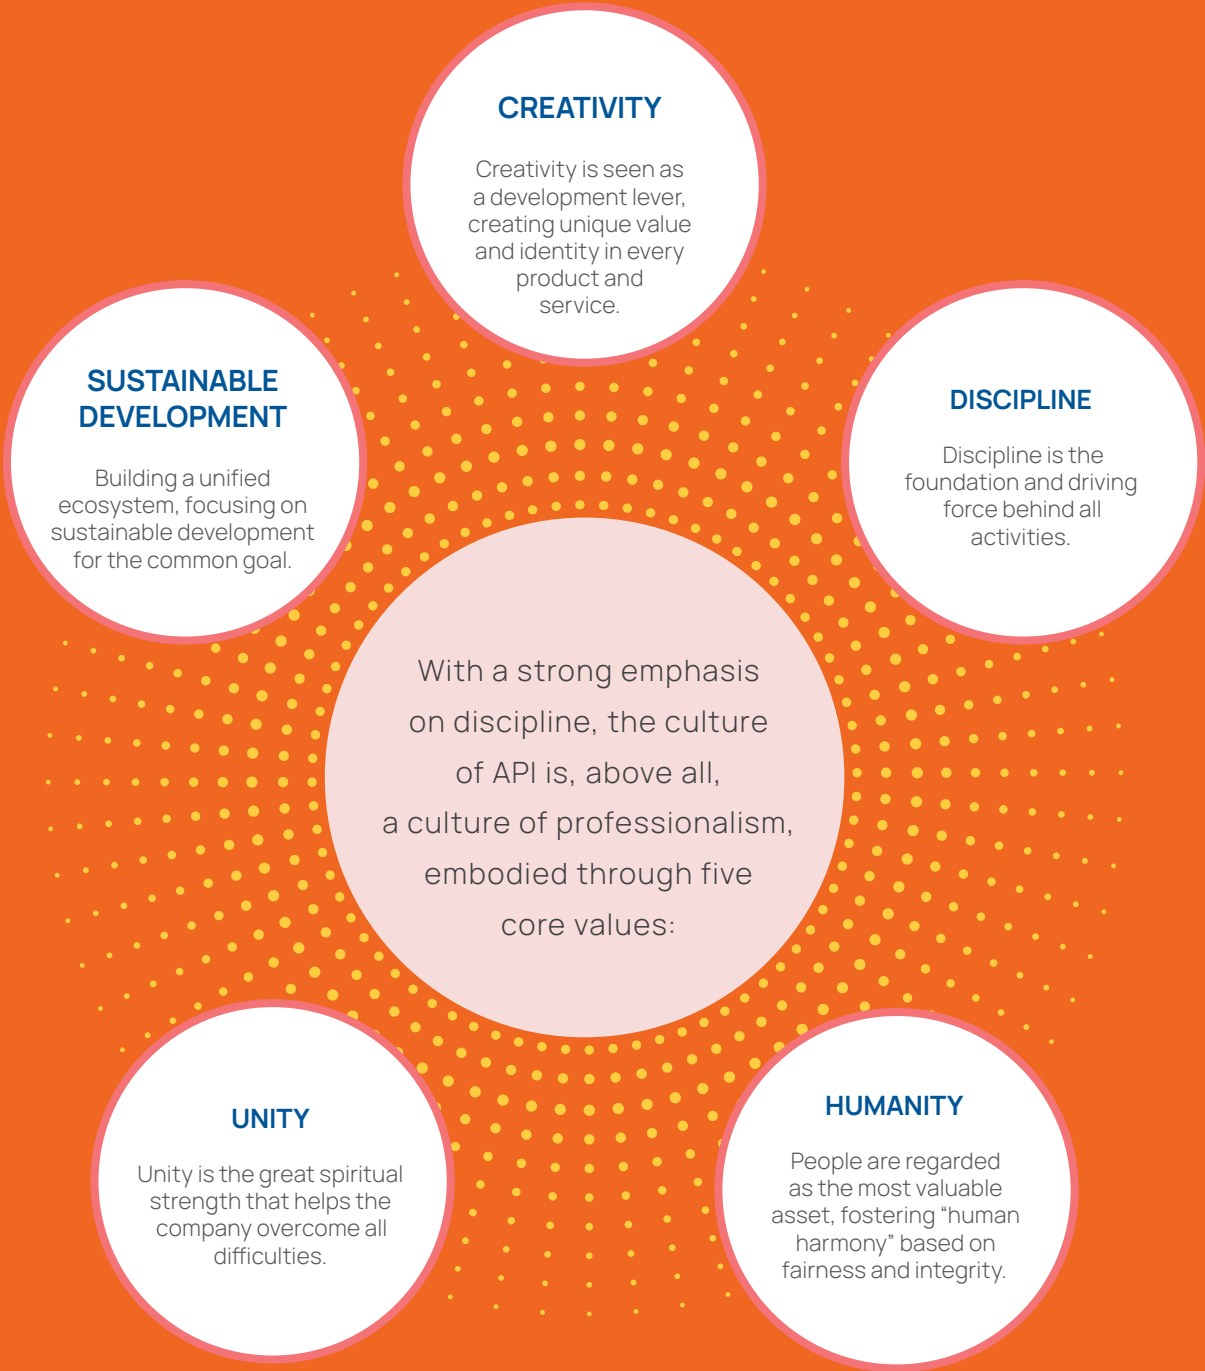 CREATIVITY
Creativity is seen as
a development lever,
creating unique value
and identity in every
product and
service.
SUSTAINABLE
DEVELOPMENT
Building a unified
ecosystem, focusing on
sustainable development
for the common goal.
DISCIPLINE
Discipline is the
foundation and driving
force behind all
activities.
With a strong emphasis
on discipline, the culture
of API is, above all,
a culture of professionalism,
embodied through five
core values:
UNITY
Unity is the great spiritual
strength that helps the
company overcome all
difficulties.
HUMANITY
People are regarded
as the most valuable
asset, fostering “human
harmony” based on
fairness and integrity.